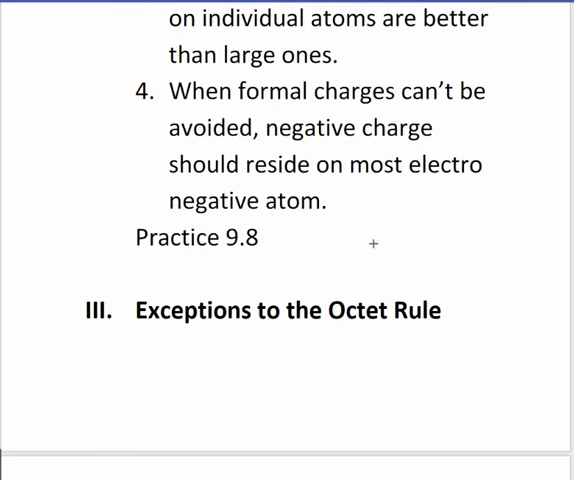 on individual atoms are better
than large ones.
4. When formal charges can’t be
avoided, negative charge
should reside on most electro
negative atom.
Practice 9.8
III. Exceptions to the Octet Rule